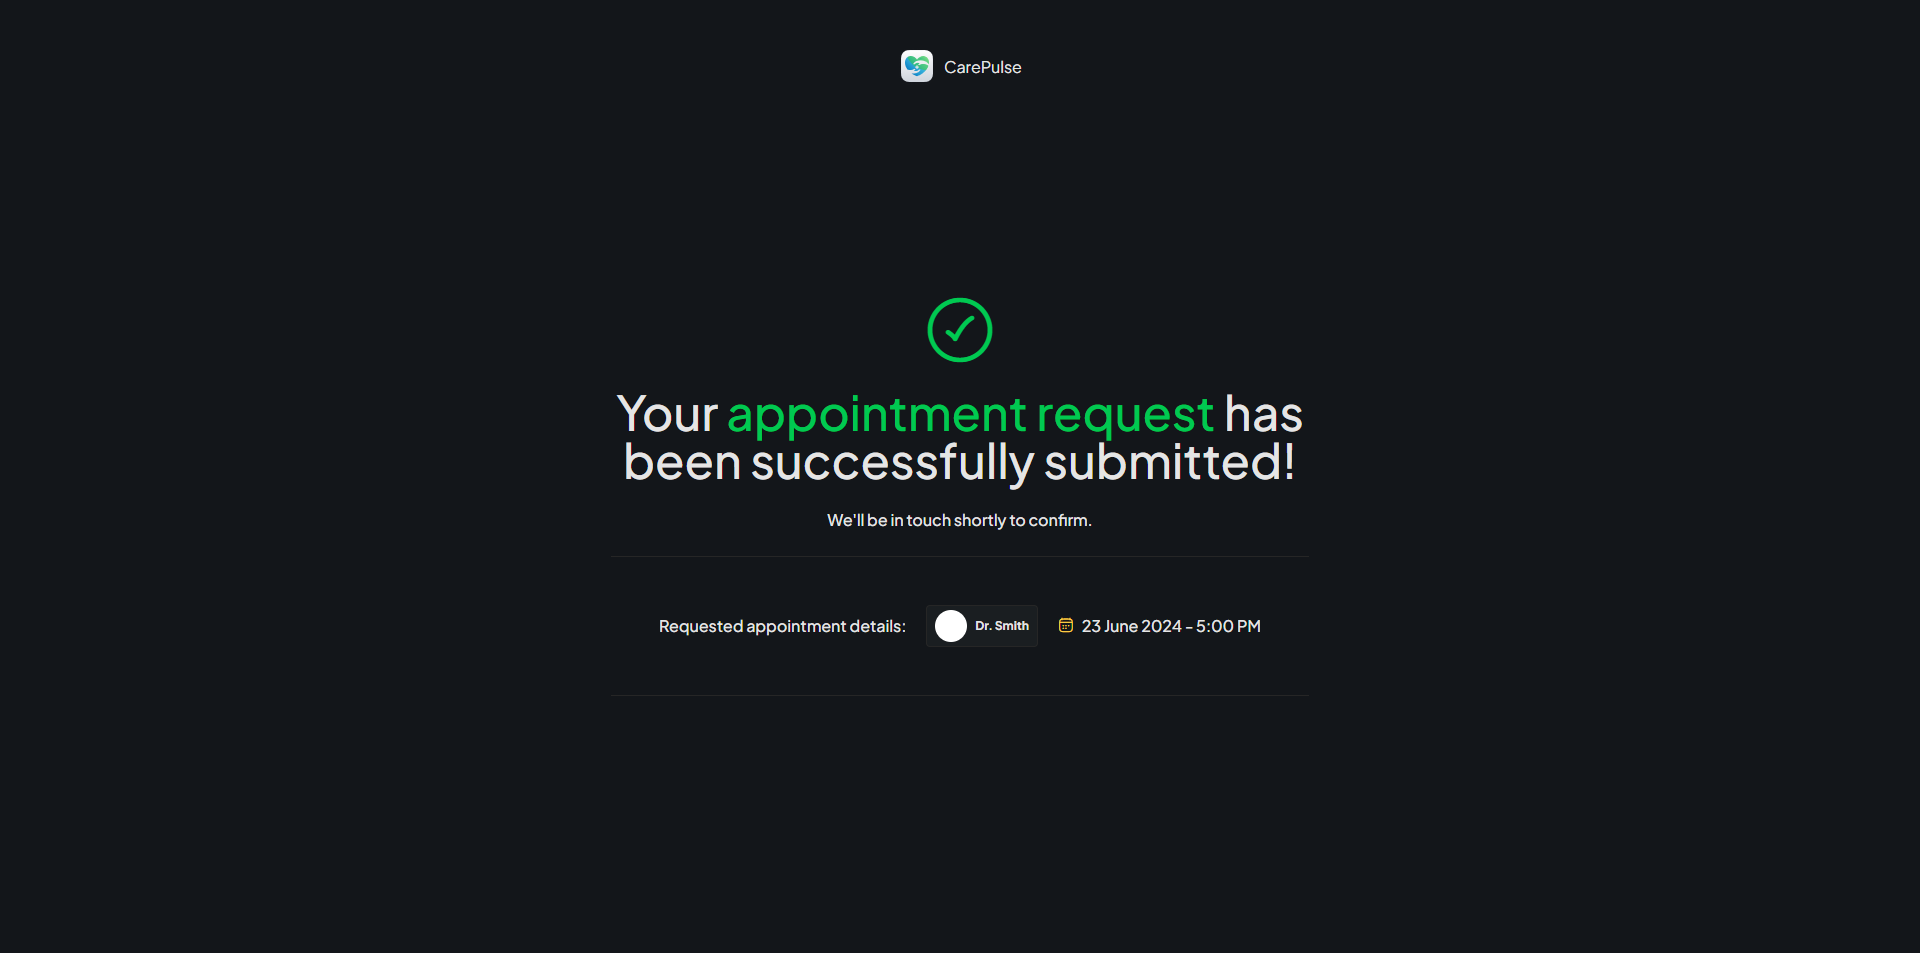 CarePulse
Your appointment request has
been successfully submitted!
We'll be in touch shortly to confirm.
Requested appointment details: Dr. Smith 23 June 2024 - 5:00 PM